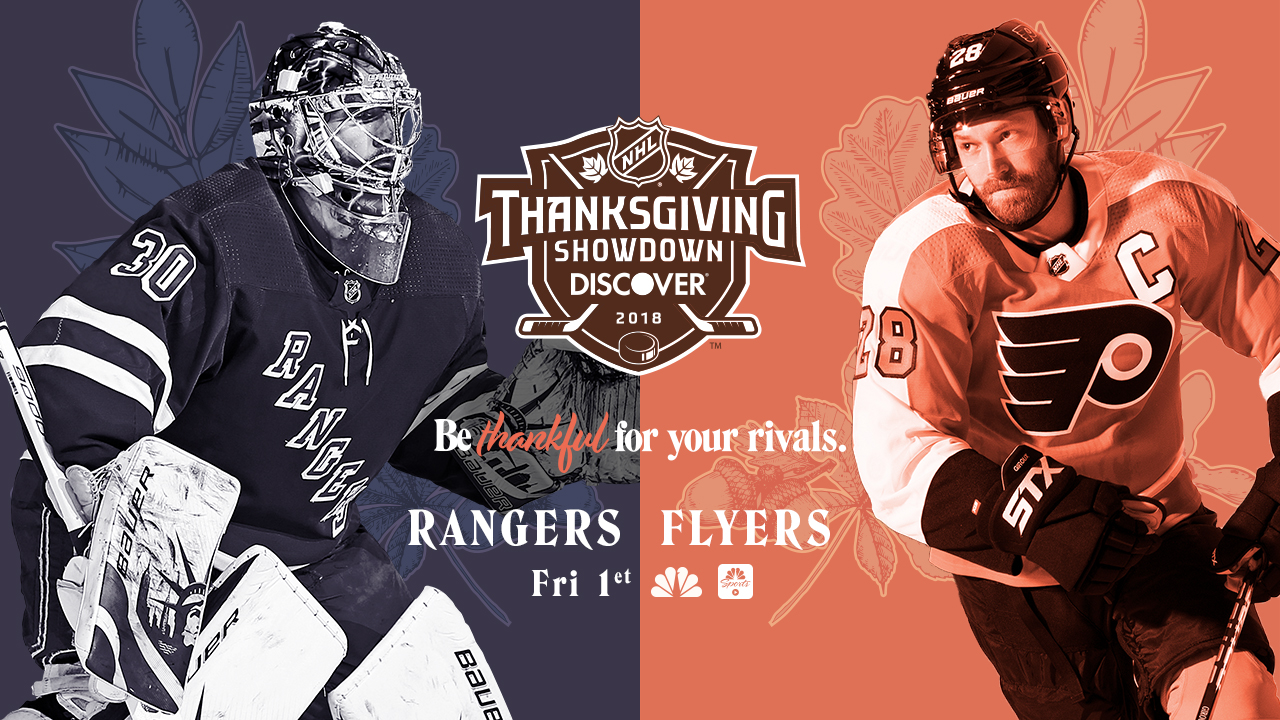 28
BAUER
NHL
THANKSGIVING
SHOWDOWN
DISCOVER
2018
TM
30
RANGERS
C
28
Be thankful for your rivals.
RANGERS FLYERS
Fri 1et
Sports
STX
BAUER
BAUER